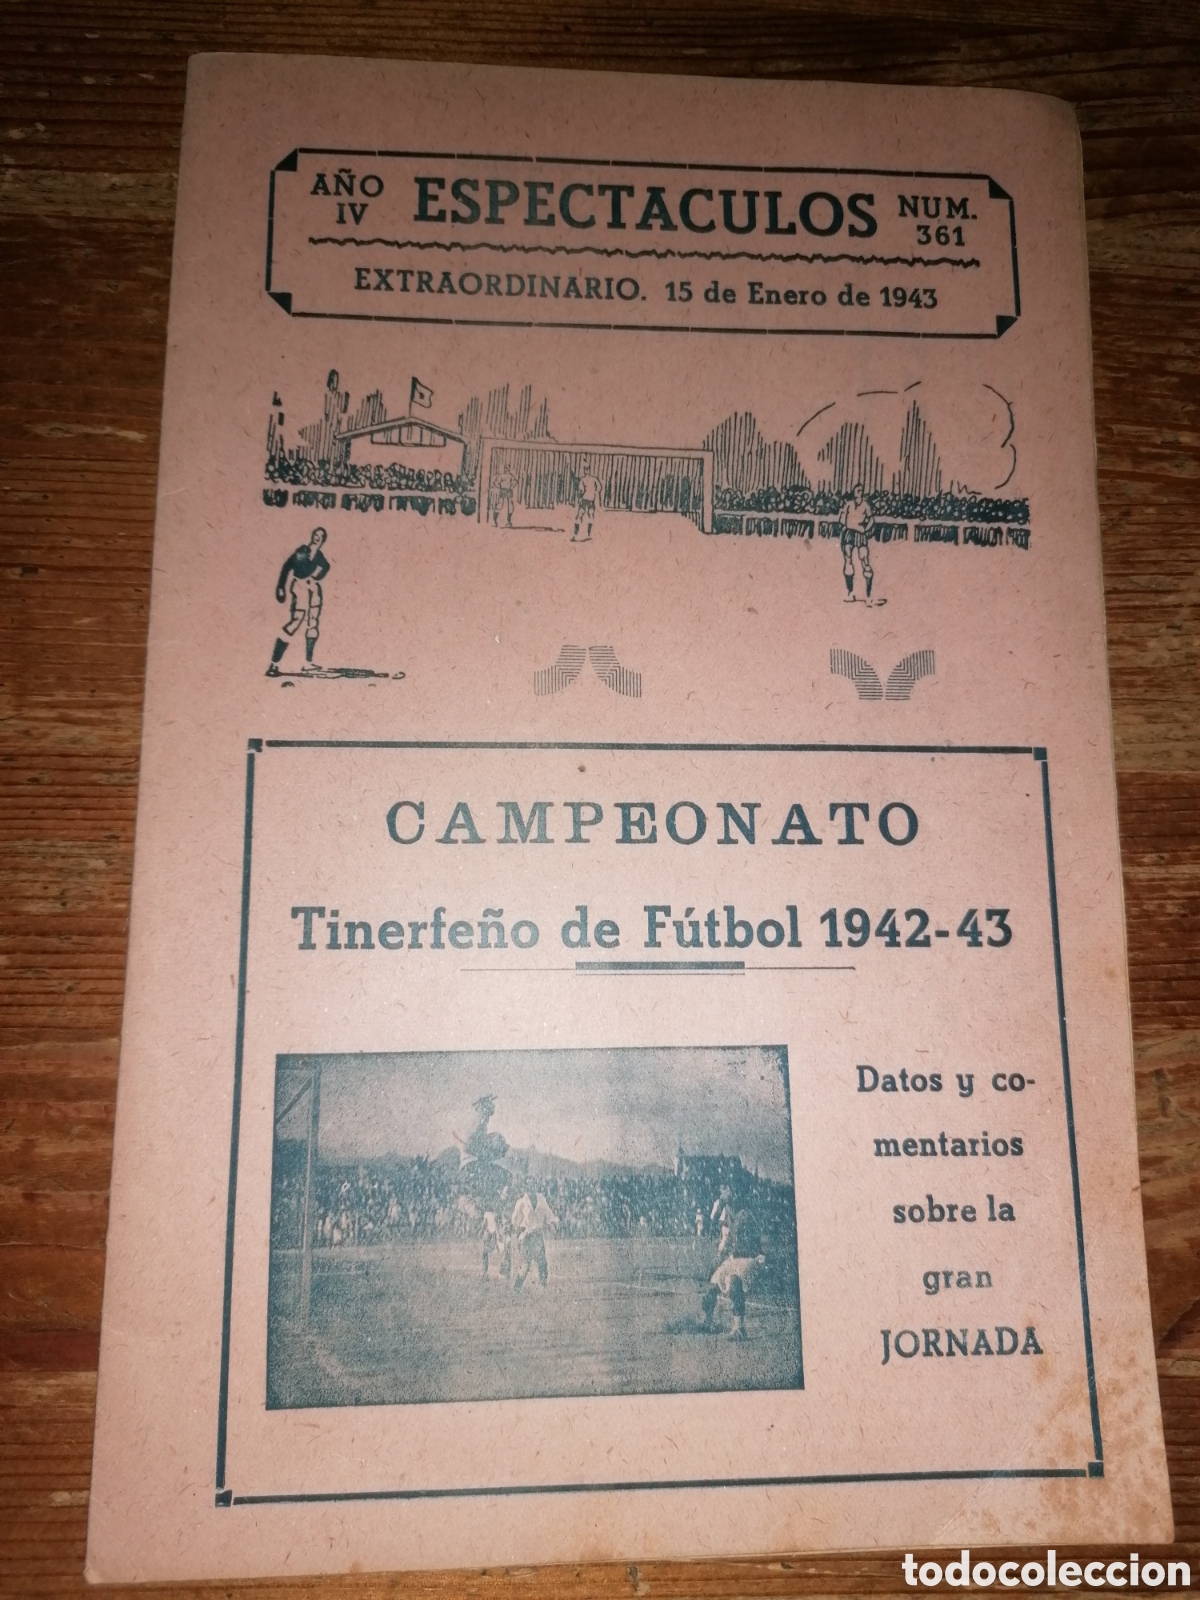 AÑO IV ESPECTACULOS NUM. 361
EXTRAORDINARIO. 15 de Enero de 1943
CAMPEONATO
Tinerfeño de Fútbol 1942-43
Datos y co-
mentarios
sobre la
gran
JORNADA
todocoleccion